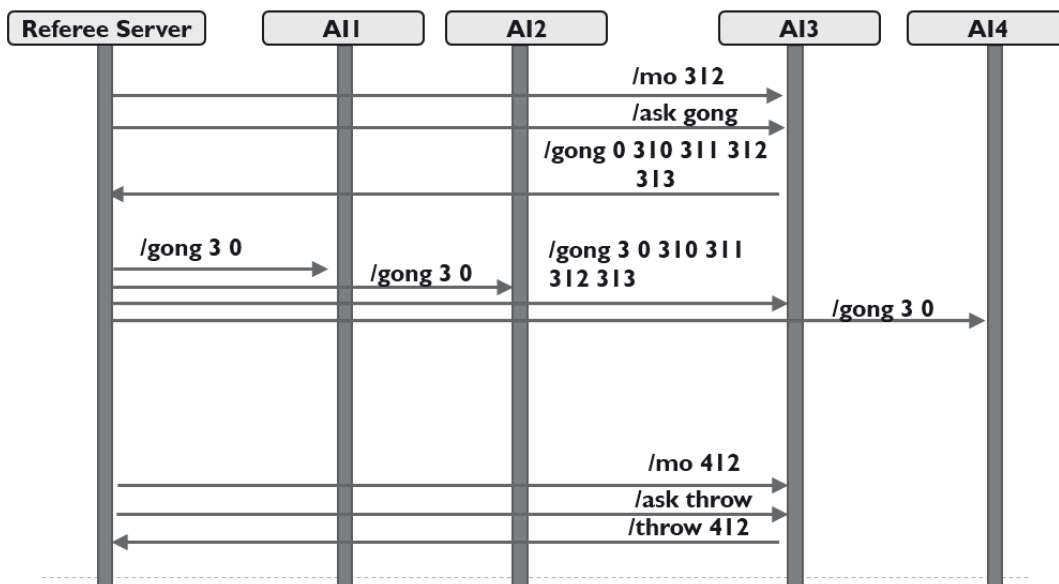 Referee Server
AI1
AI2
AI3
AI4
/mo 312
/ask gong
/gong 0 310 311 312
313
/gong 3 0
/gong 3 0
/gong 3 0 310 311
312 313
/gong 3 0
/mo 412
/ask throw
/throw 412